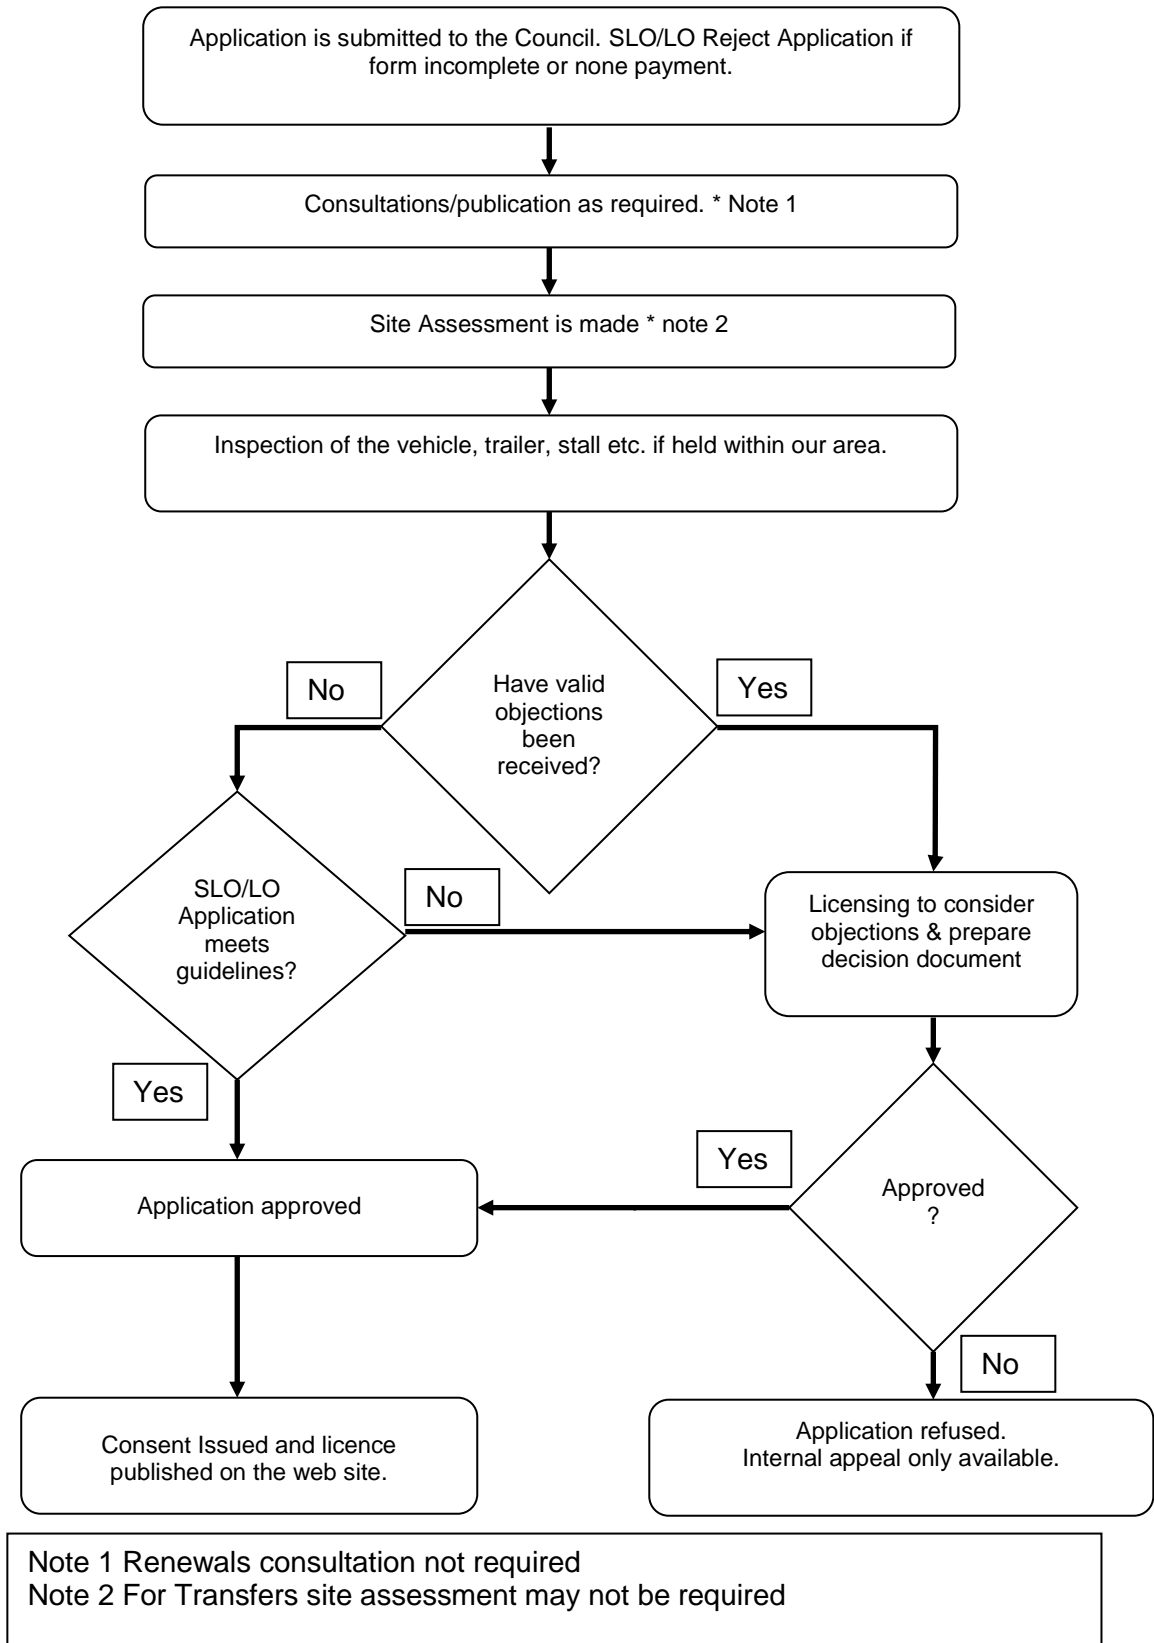 Application is submitted to the Council. SLO/LO Reject Application if
form incomplete or none payment.
Consultations/publication as required. * Note 1
Site Assessment is made * note 2
Inspection of the vehicle, trailer, stall etc. if held within our area.
No
Have valid
objections
been
received?
Yes
SLO/LO
Application
meets
guidelines?
No
Licensing to consider
objections & prepare
decision document
Yes
Yes
Approved
?
Application approved
No
Consent Issued and licence
published on the web site.
Application refused.
Internal appeal only available.
Note 1 Renewals consultation not required
Note 2 For Transfers site assessment may not be required